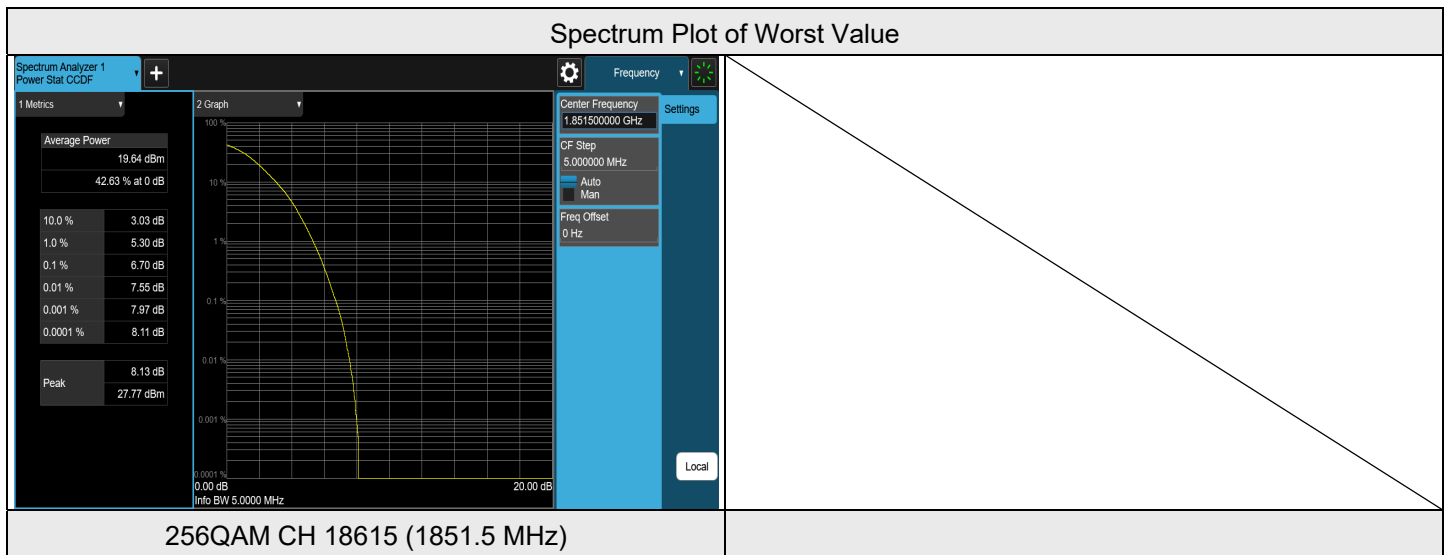 Spectrum Plot of Worst Value
Spectrum Analyzer 1
Power Stat CCDF
+
Frequency
1 Metrics
2 Graph
Settings
Average Power
19.64 dBm
42.63 % at 0 dB
10.0 % 3.03 dB
1.0 % 5.30 dB
0.1 % 6.70 dB
0.01 % 7.55 dB
0.001 % 7.97 dB
0.0001 % 8.11 dB
Peak
8.13 dB
27.77 dBm
100 %
10 %
1 %
0.1 %
0.01 %
0.001 %
0.0001 %
0.00 dB 20.00 dB
Info BW 5.0000 MHz
Center Frequency
1.851500000 GHz
CF Step
5.000000 MHz
Auto
Man
Freq Offset
0 Hz
Local
256QAM CH 18615 (1851.5 MHz)